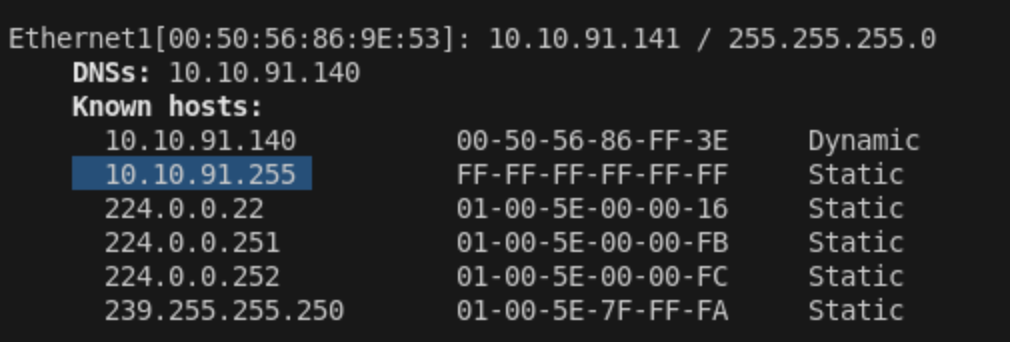 Ethernet1[00:50:56:86:9E:53]: 10.10.91.141 / 255.255.255.0
DNSs: 10.10.91.140
Known hosts:
10.10.91.140 00-50-56-86-FF-3E Dynamic
10.10.91.255 FF-FF-FF-FF-FF-FF Static
224.0.0.22 01-00-5E-00-00-16 Static
224.0.0.251 01-00-5E-00-00-FB Static
224.0.0.252 01-00-5E-00-00-FC Static
239.255.255.250 01-00-5E-7F-FF-FA Static